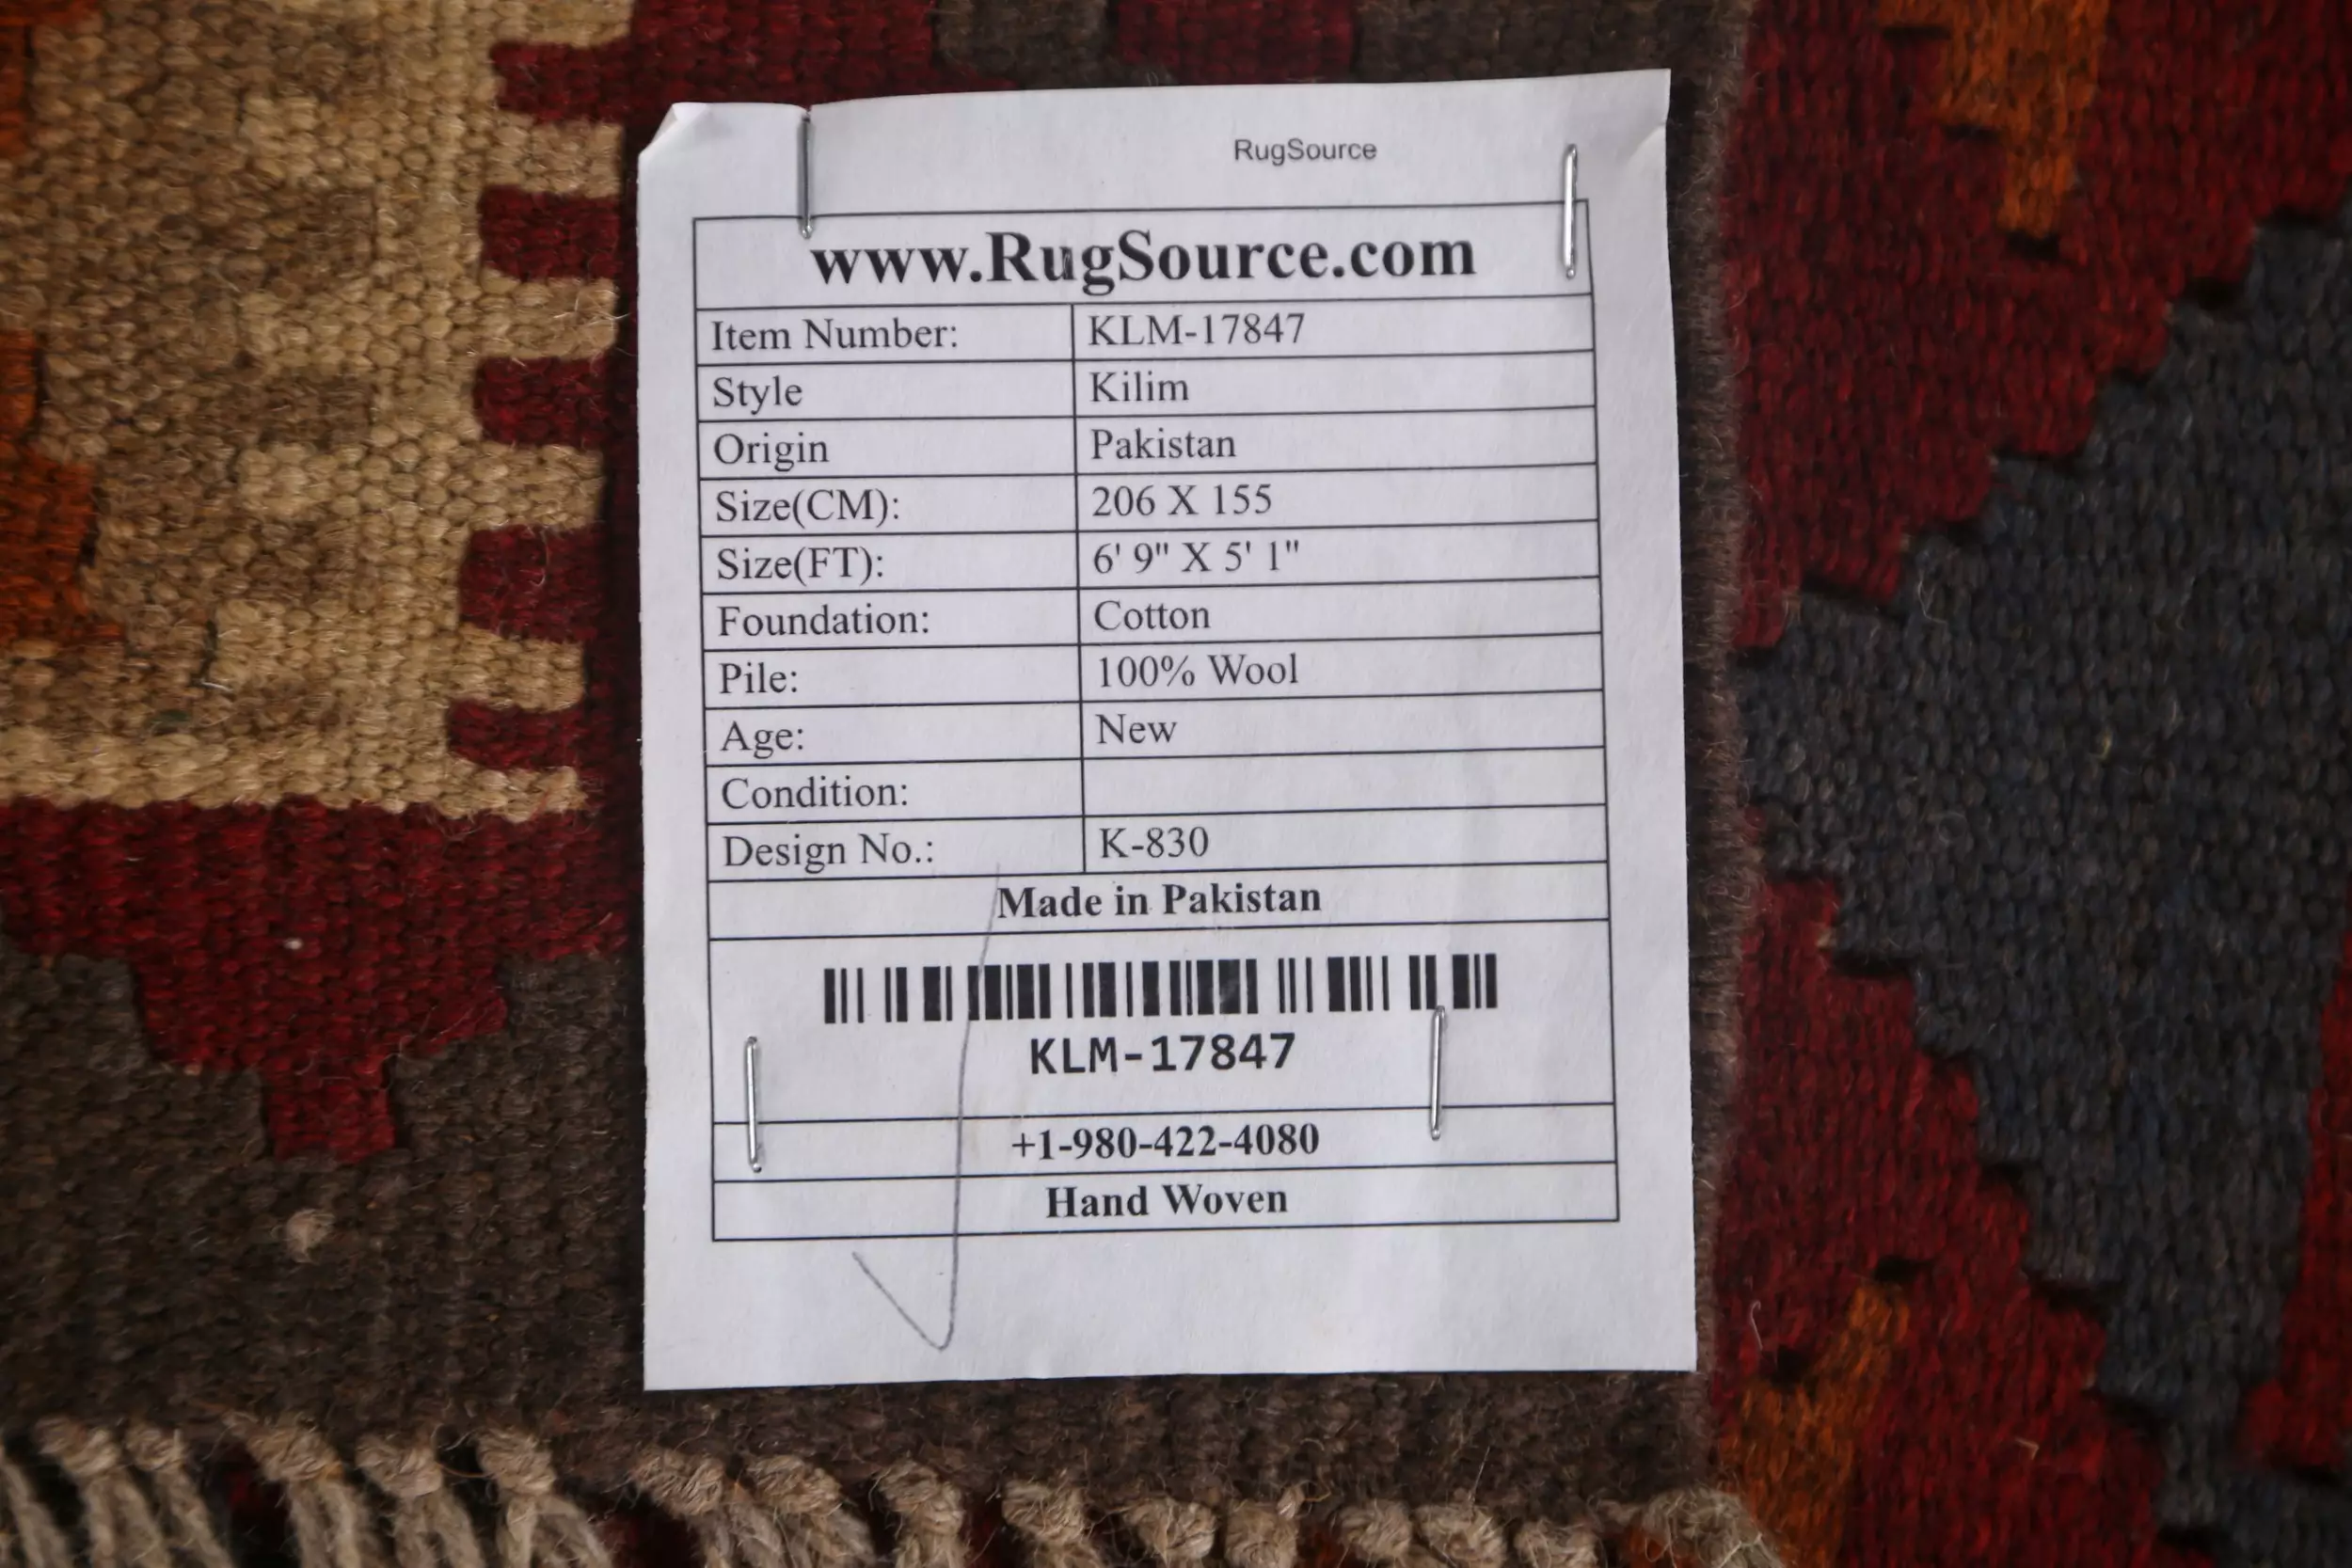 RugSource
www.RugSource.com
Item Number: KLM-17847
Style Kilim
Origin Pakistan
Size(CM): 206 X 155
Size(FT): 6' 9" X 5' 1"
Foundation: Cotton
Pile: 100% Wool
Age: New
Condition:
Design No.: K-830
Made in Pakistan
KLM-17847
+1-980-422-4080
Hand Woven